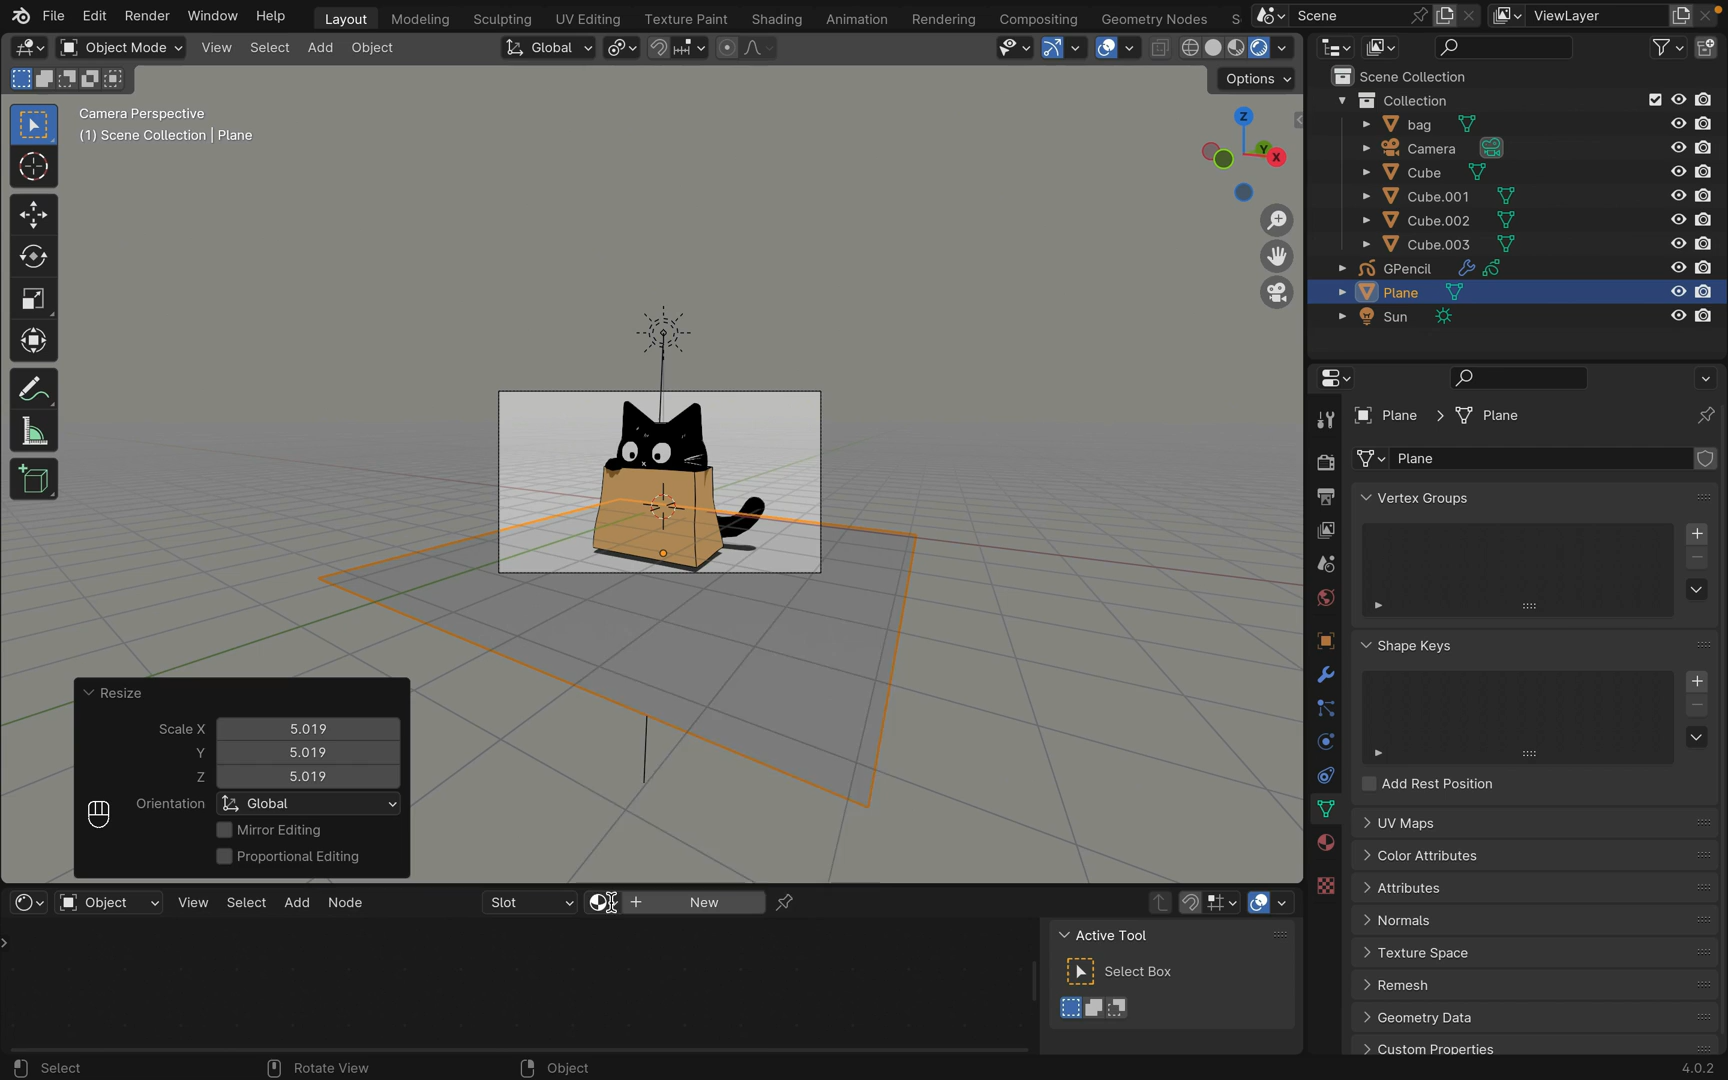 File Edit Render Window Help
Layout Modeling Sculpting UV Editing Texture Paint Shading Animation Rendering Compositing Geometry Nodes S
Scene
ViewLayer
Object Mode View Select Add Object
Global
Options
Camera Perspective
(1) Scene Collection | Plane
Z
Y
X
Scene Collection
Collection
bag
Camera
Cube
Cube.001
Cube.002
Cube.003
GPencil
Plane
Sun
Plane Plane
Plane
Vertex Groups
Shape Keys
Add Rest Position
UV Maps
Color Attributes
Attributes
Normals
Texture Space
Remesh
Geometry Data
Custom Properties
Resize
Scale X 5.019
Y 5.019
Z 5.019
Orientation Global
Mirror Editing
Proportional Editing
Object View Select Add Node Slot New
Active Tool
Select Box
Select Rotate View Object 4.0.2